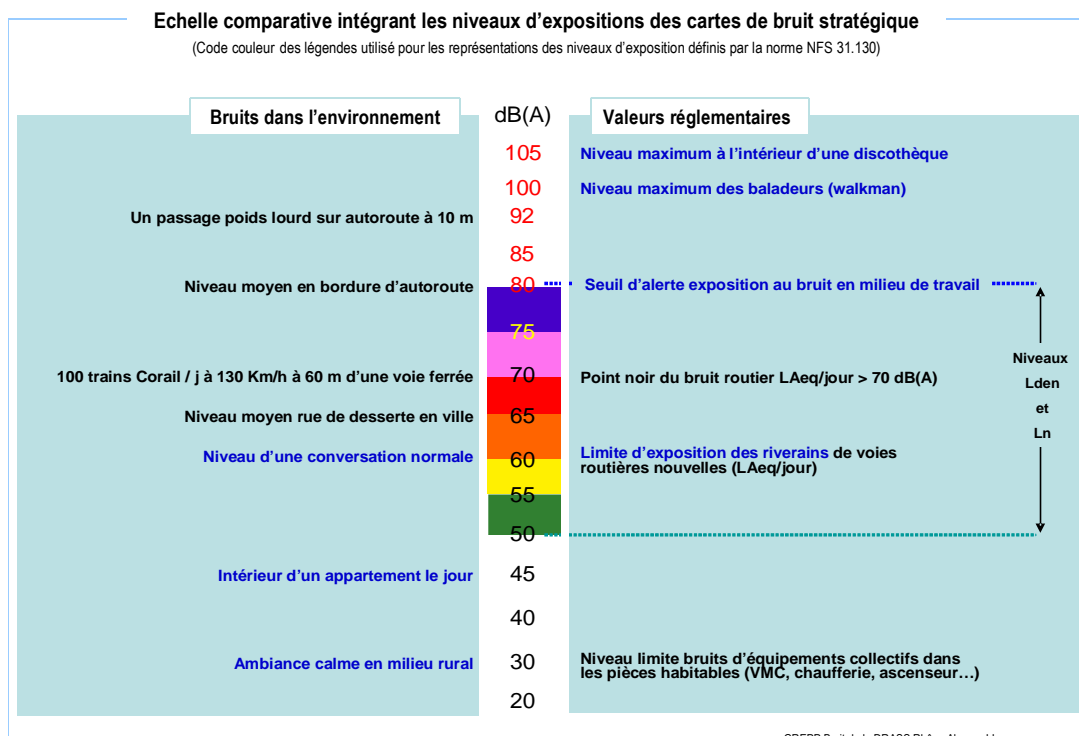 Echelle comparative intégrant les niveaux d'expositions des cartes de bruit stratégique
(Code couleur des légendes utilisé pour les représentations des niveaux d'exposition définis par la norme NFS 31.130)
Bruits dans l'environnement
dB(A)
Valeurs réglementaires
105
Niveau maximum à l'intérieur d'une discothèque
100
Niveau maximum des baladeurs (walkman)
Un passage poids lourd sur autoroute à 10 m
92
85
Niveau moyen en bordure d'autoroute
80
Seuil d'alerte exposition au bruit en milieu de travail
75
Niveaux
Lden
et
Ln
100 trains Corail / j à 130 Km/h à 60 m d'une voie ferrée
70
Point noir du bruit routier LAeq/jour > 70 dB(A)
Niveau moyen rue de desserte en ville
65
Niveau d'une conversation normale
60
Limite d'exposition des riverains de voies
routières nouvelles (LAeq/jour)
55
50
Intérieur d'un appartement le jour
45
40
Ambiance calme en milieu rural
30
Niveau limite bruits d'équipements collectifs dans
les pièces habitables (VMC, chaufferie, ascenseur…)
20